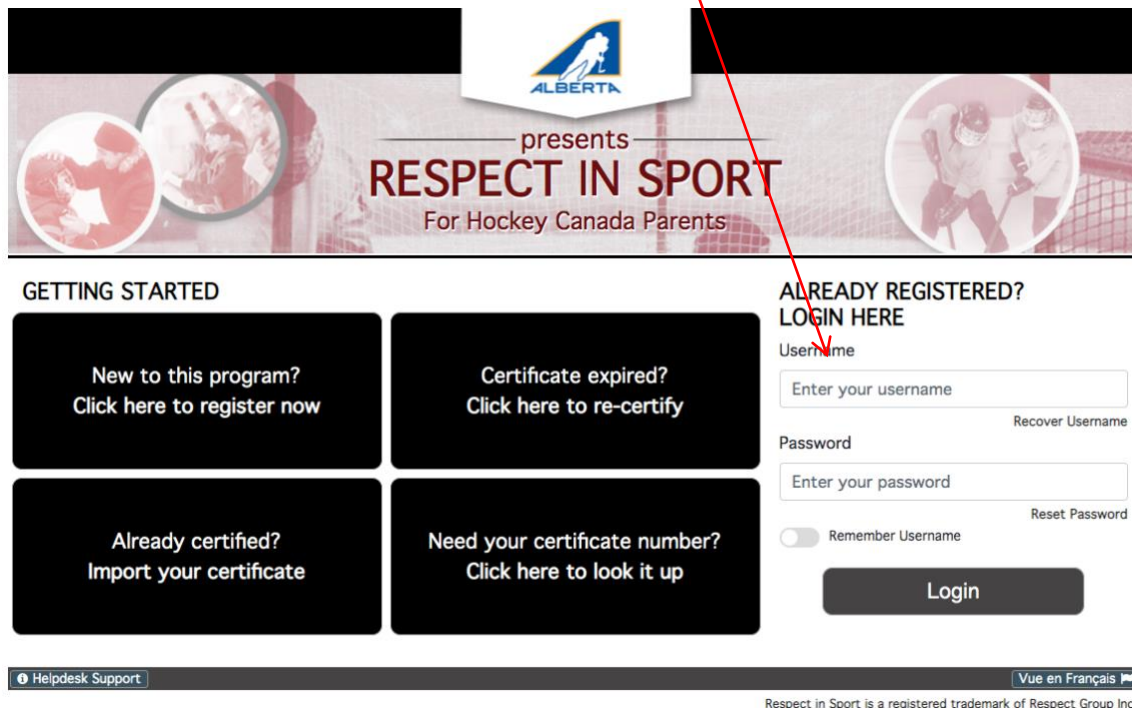 ALBERTA
presents
RESPECT IN SPORT
For Hockey Canada Parents
GETTING STARTED
New to this program?
Click here to register now
Certificate expired?
Click here to re-certify
Already certified?
Import your certificate
Need your certificate number?
Click here to look it up
ALREADY REGISTERED?
LOGIN HERE
Username
Enter your username
Recover Username
Password
Enter your password
Reset Password
Remember Username
Login
Helpdesk Support
Vue en Français
Respect in Sport is a registered trademark of Respect Group Inc